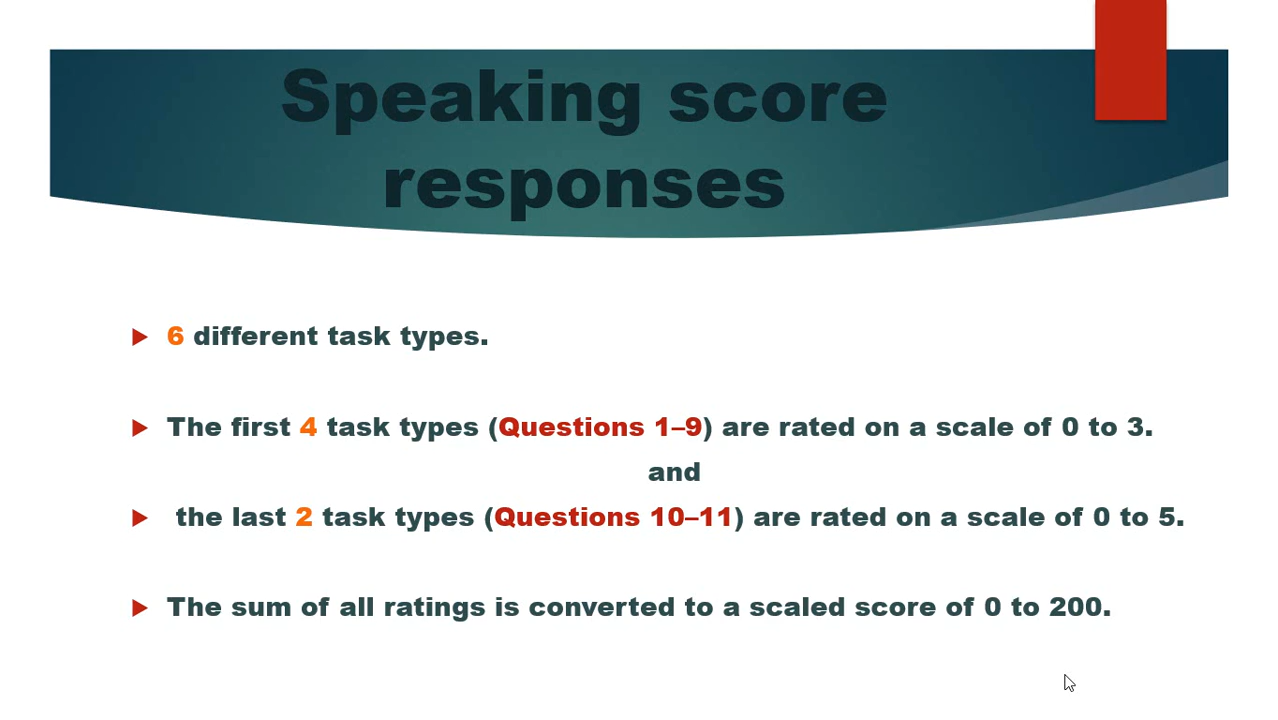 Speaking score
responses
6 different task types.
The first 4 task types (Questions 1–9) are rated on a scale of 0 to 3.
and
the last 2 task types (Questions 10–11) are rated on a scale of 0 to 5.
The sum of all ratings is converted to a scaled score of 0 to 200.